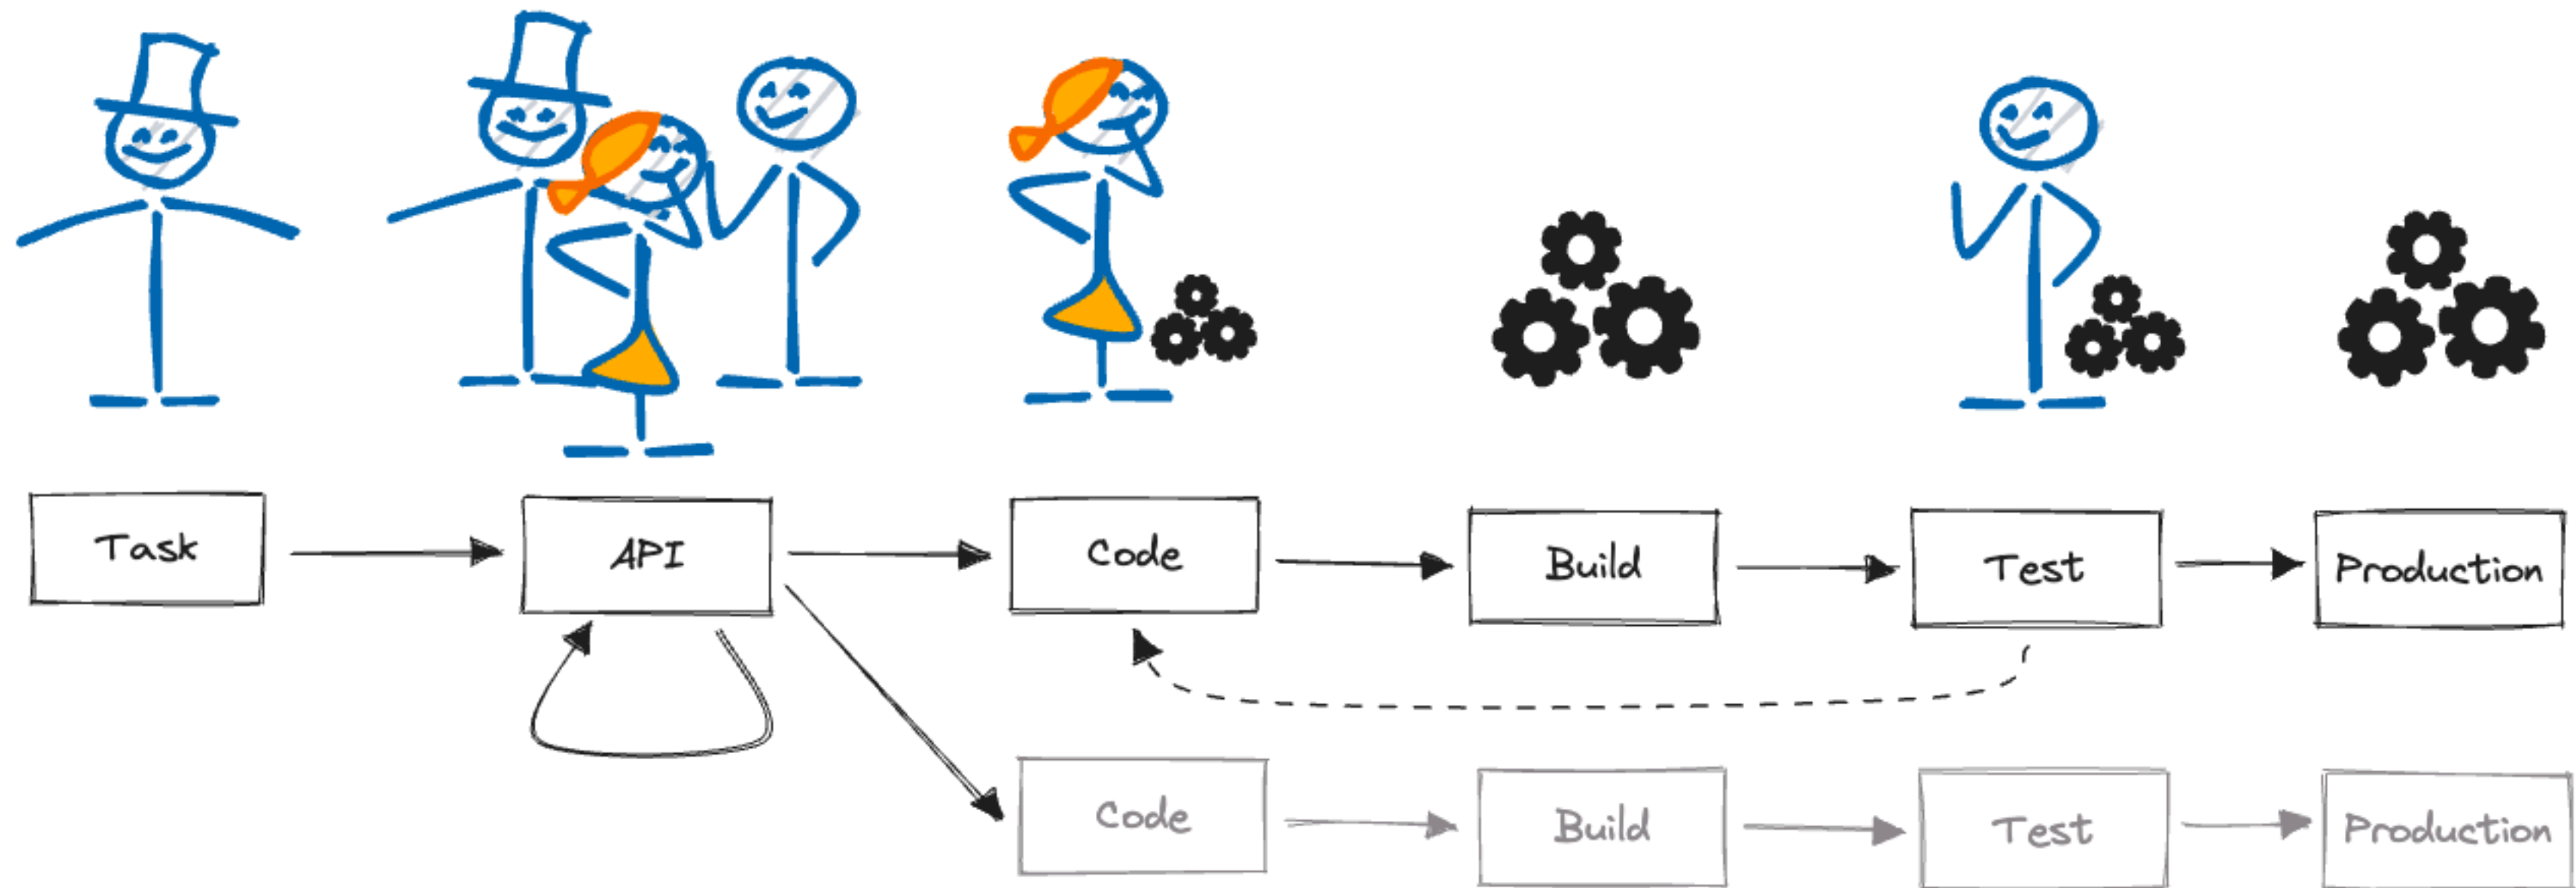 Task
API
Code
Build
Test
Production
Code
Build
Test
Production